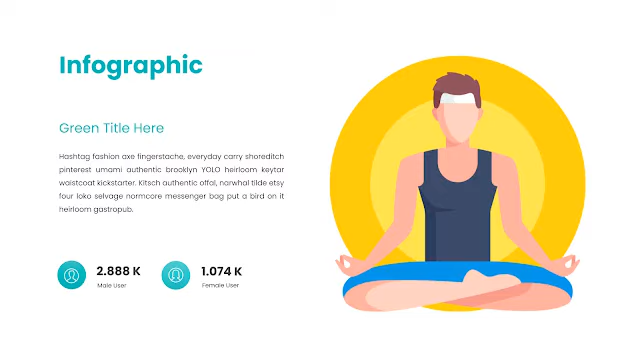 Infographic
Green Title Here
Hashtag fashion axe fingerstache, everyday carry shoreditch
pinterest umami authentic brooklyn YOLO heirloom keytar
waistcoat kickstarter. Kitsch authentic offal, narwhal tilde etsy
four loko selvage normcore messenger bag put a bird on it
heirloom gastropub.
2.888 K
Male User
1.074 K
Female User